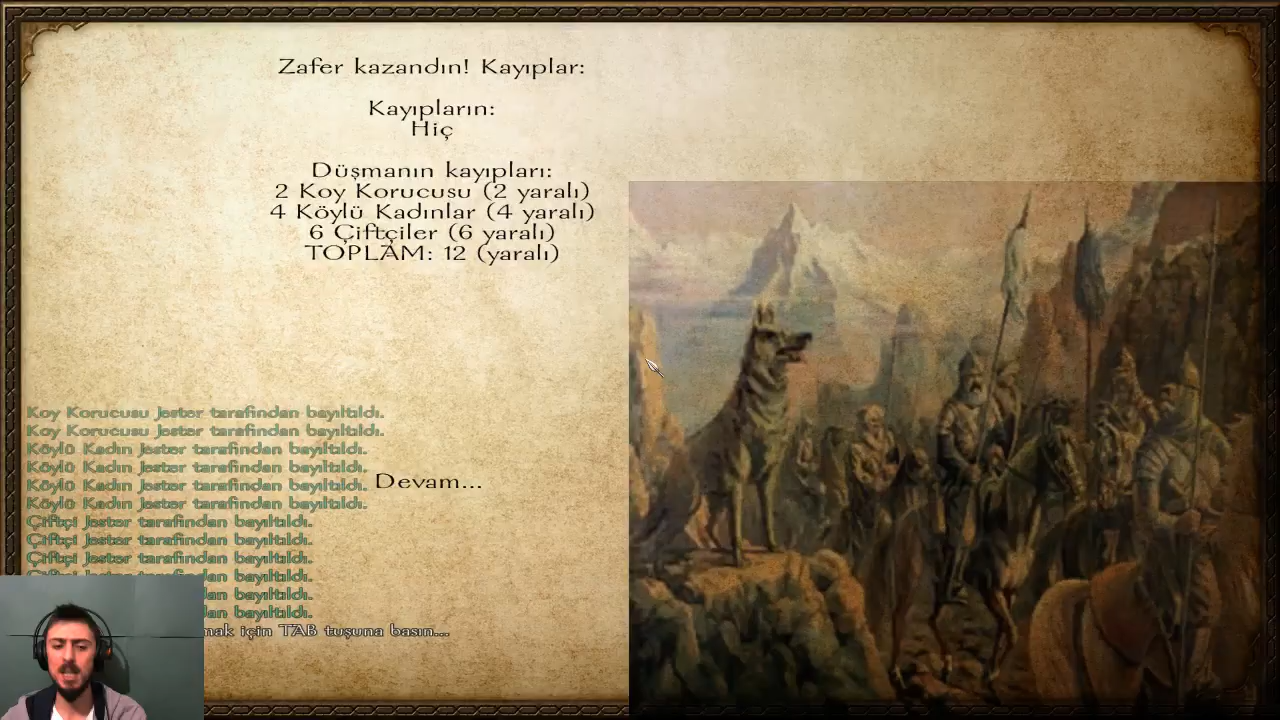 Zafer kazandın! Kayıplar:
Kayıpların:
Hiç
Düşmanın kayıpları:
2 Koy Korucusu (2 yaralı)
4 Köylü Kadınlar (4 yaralı)
6 Çiftçiler (6 yaralı)
TOPLAM: 12 (yaralı)
Koy Korucusu Jester tarafından bayıltıldı.
Koy Korucusu Jester tarafından bayıltıldı.
Köylü Kadın Jester tarafından bayıltıldı.
Köylü Kadın Jester tarafından bayıltıldı.
Köylü Kadın Jester tarafından bayıltıldı.
Devam...
Köylü Kadın Jester tarafından bayıltıldı.
Çiftçi Jester tarafından bayıltıldı.
Çiftçi Jester tarafından bayıltıldı.
Çiftçi Jester tarafından bayıltıldı.
bayıltıldı.
bayıltıldı.
bayıltıldı.
için TAB tuşuna basın...